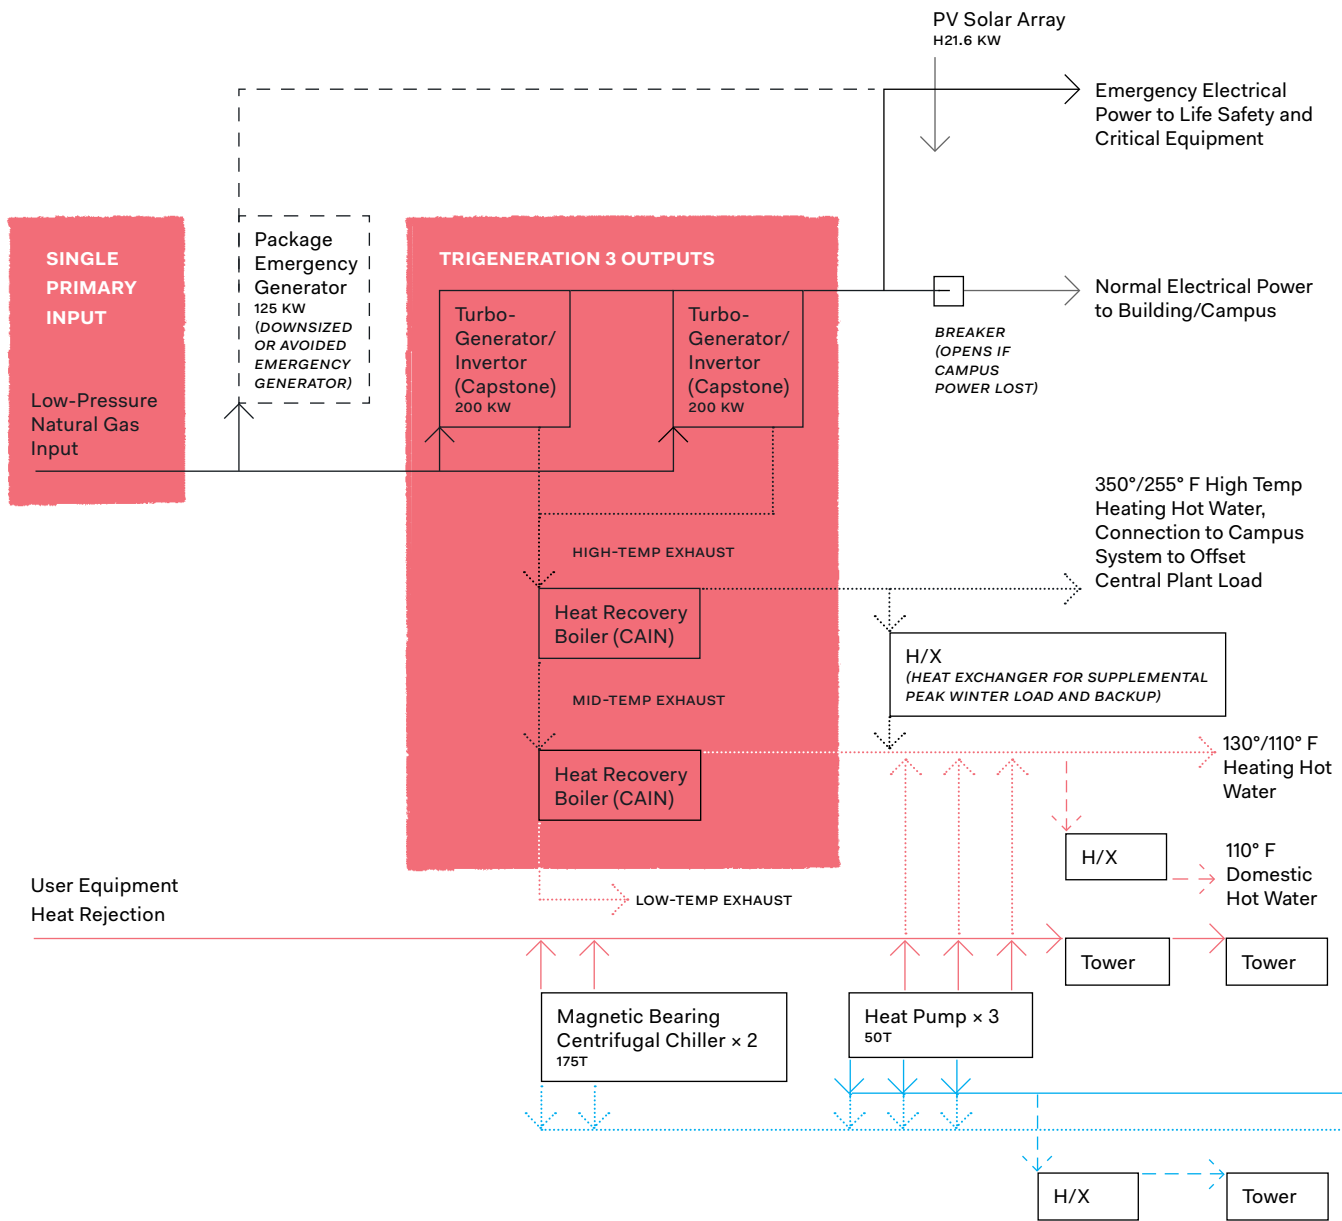 PV Solar Array
H21.6 KW
Emergency Electrical
Power to Life Safety and
Critical Equipment
SINGLE
PRIMARY
INPUT
Low-Pressure
Natural Gas
Input
Package
Emergency
Generator
125 KW
(DOWNSIZED
OR AVOIDED
EMERGENCY
GENERATOR)
TRIGENERATION 3 OUTPUTS
Turbo-
Generator/
Invertor
(Capstone)
200 KW
Turbo-
Generator/
Invertor
(Capstone)
200 KW
Normal Electrical Power
to Building/Campus
BREAKER
(OPENS IF
CAMPUS
POWER LOST)
350°/255° F High Temp
Heating Hot Water,
Connection to Campus
System to Offset
Central Plant Load
HIGH-TEMP EXHAUST
Heat Recovery
Boiler (CAIN)
H/X
(HEAT EXCHANGER FOR SUPPLEMENTAL
PEAK WINTER LOAD AND BACKUP)
MID-TEMP EXHAUST
Heat Recovery
Boiler (CAIN)
130°/110° F
Heating Hot
Water
H/X
110° F
Domestic
Hot Water
LOW-TEMP EXHAUST
User Equipment
Heat Rejection
Tower
Tower
Magnetic Bearing
Centrifugal Chiller × 2
175T
Heat Pump × 3
50T
H/X
Tower